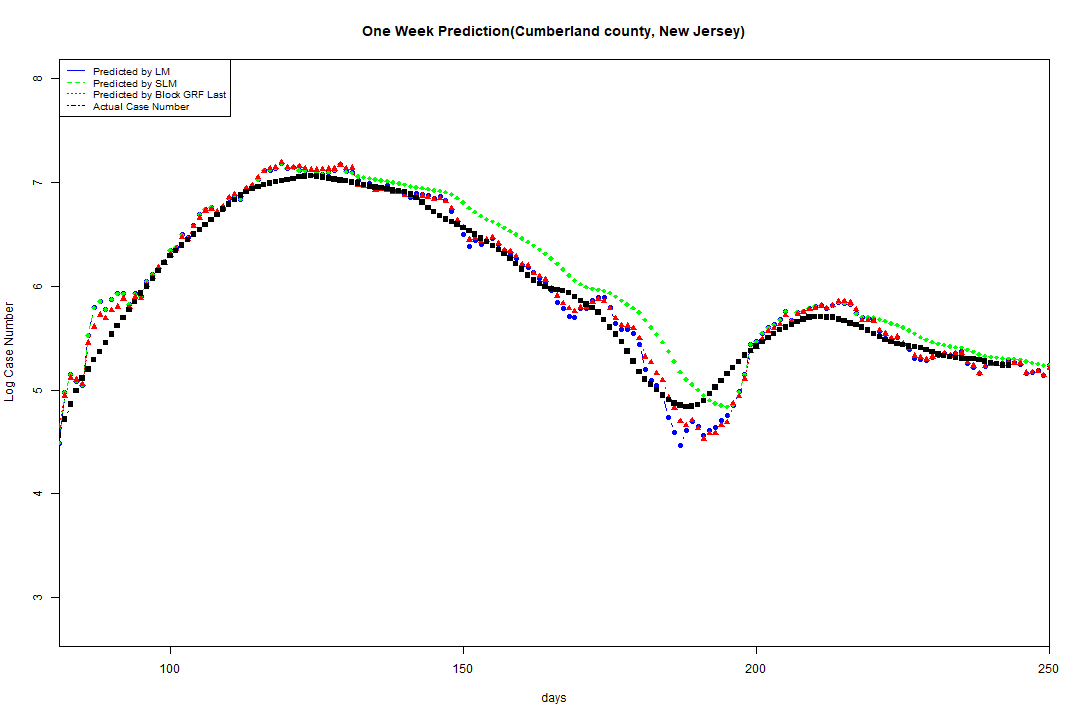 One Week Prediction(Cumberland county, New Jersey)
Predicted by LM
Predicted by SLM
Predicted by Block GRF Last
Actual Case Number
Log Case Number
8
7
6
5
4
3
100 150 200 250
days